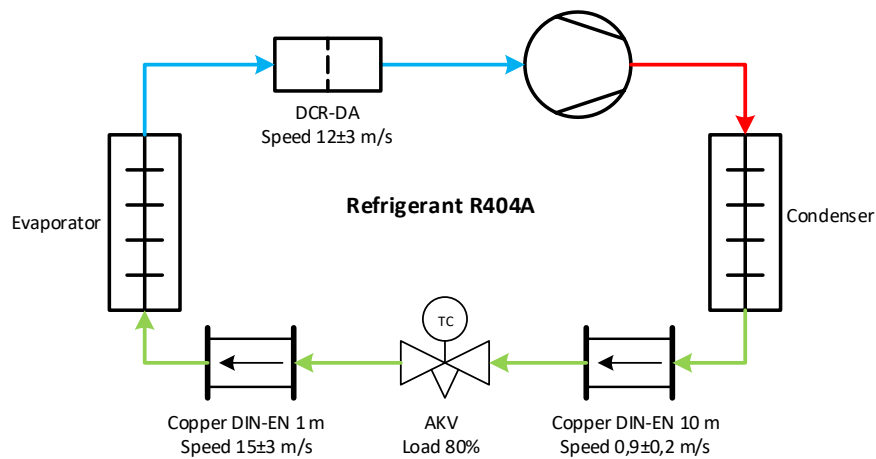 DCR-DA
Speed 12±3 m/s
Evaporator
Refrigerant R404A
Condenser
TC
Copper DIN-EN 1 m
Speed 15±3 m/s
AKV
Load 80%
Copper DIN-EN 10 m
Speed 0,9±0,2 m/s